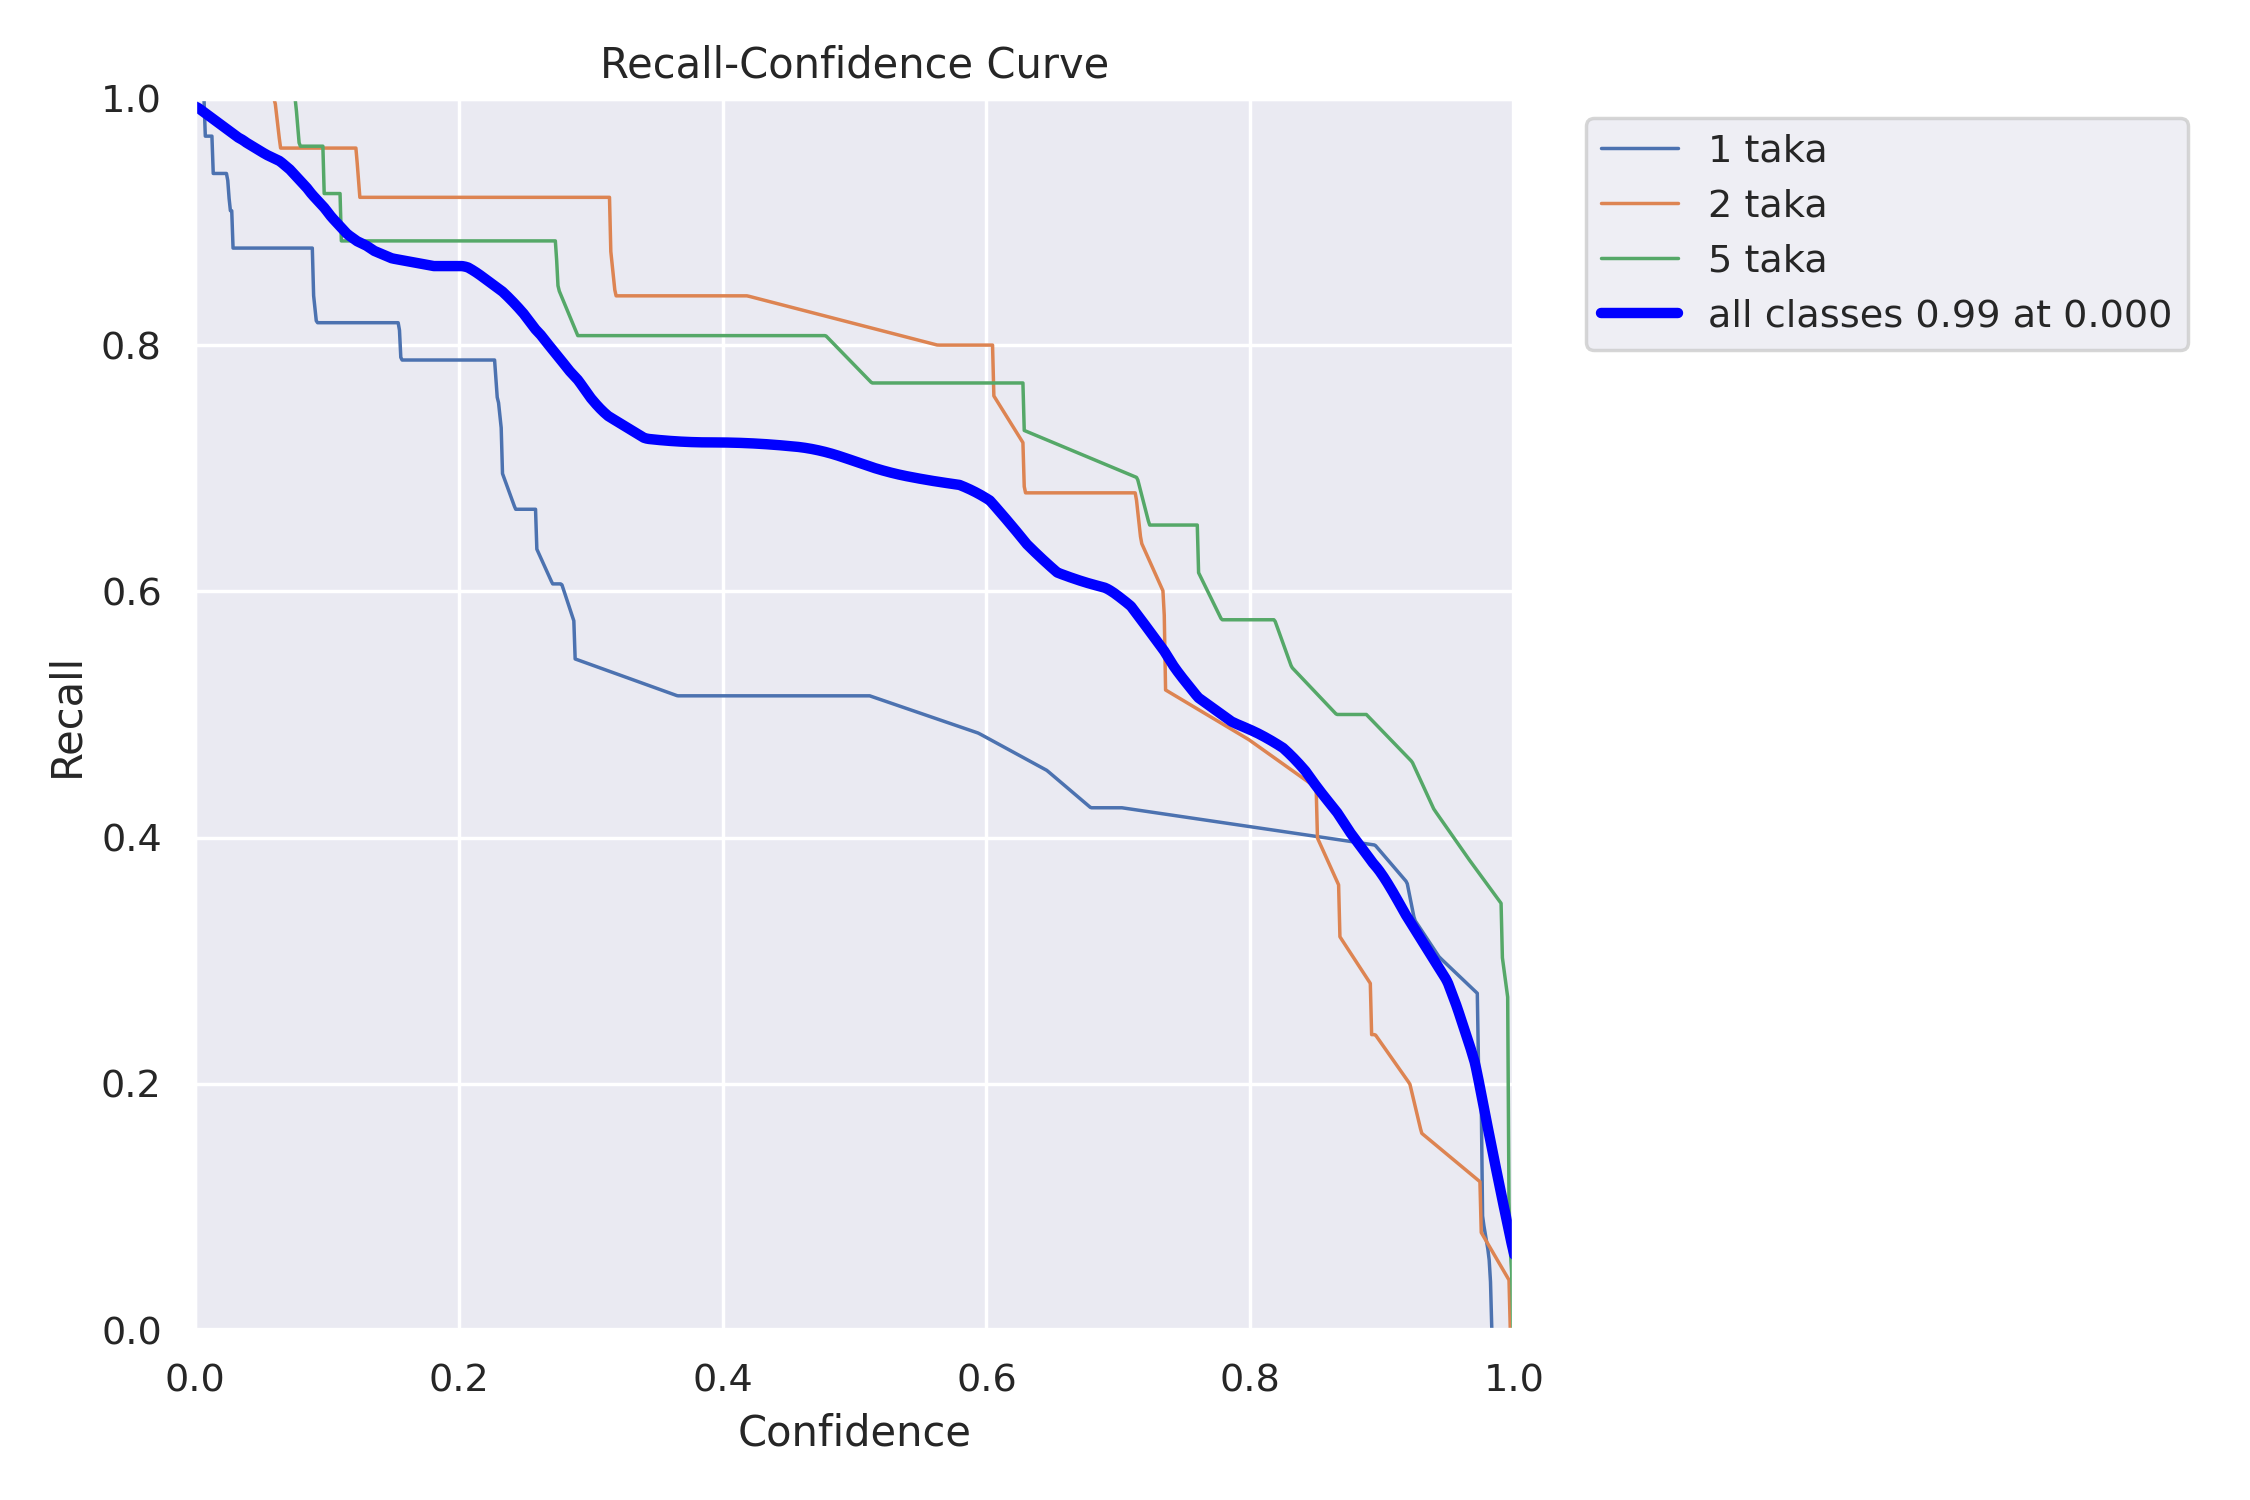 Recall-Confidence Curve
1.0
0.8
0.6
0.4
0.2
0.0
Recall
0.0 0.2 0.4 0.6 0.8 1.0
Confidence
1 taka
2 taka
5 taka
all classes 0.99 at 0.000